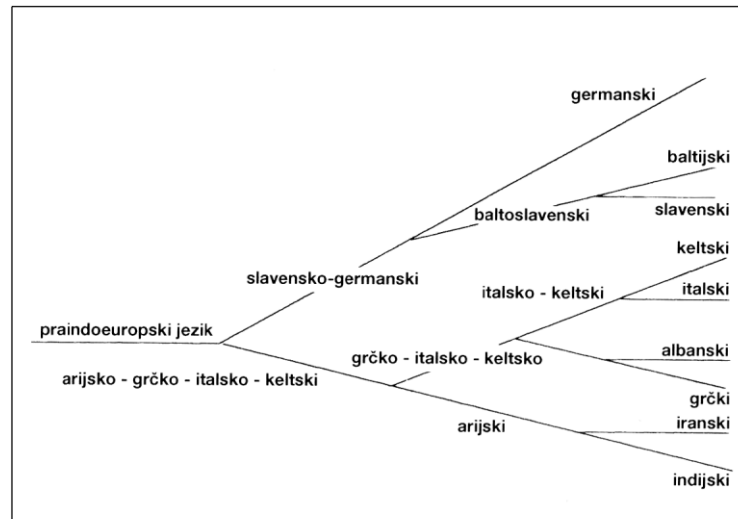 germanski
baltijski
baltoslavenski
slavenski
keltski
slavensko-germanski
italsko - keltski
italski
praindoeuropski jezik
grčko - italsko - keltsko
albanski
arijsko - grčko - italsko - keltski
grčki
arijski
iranski
indijski